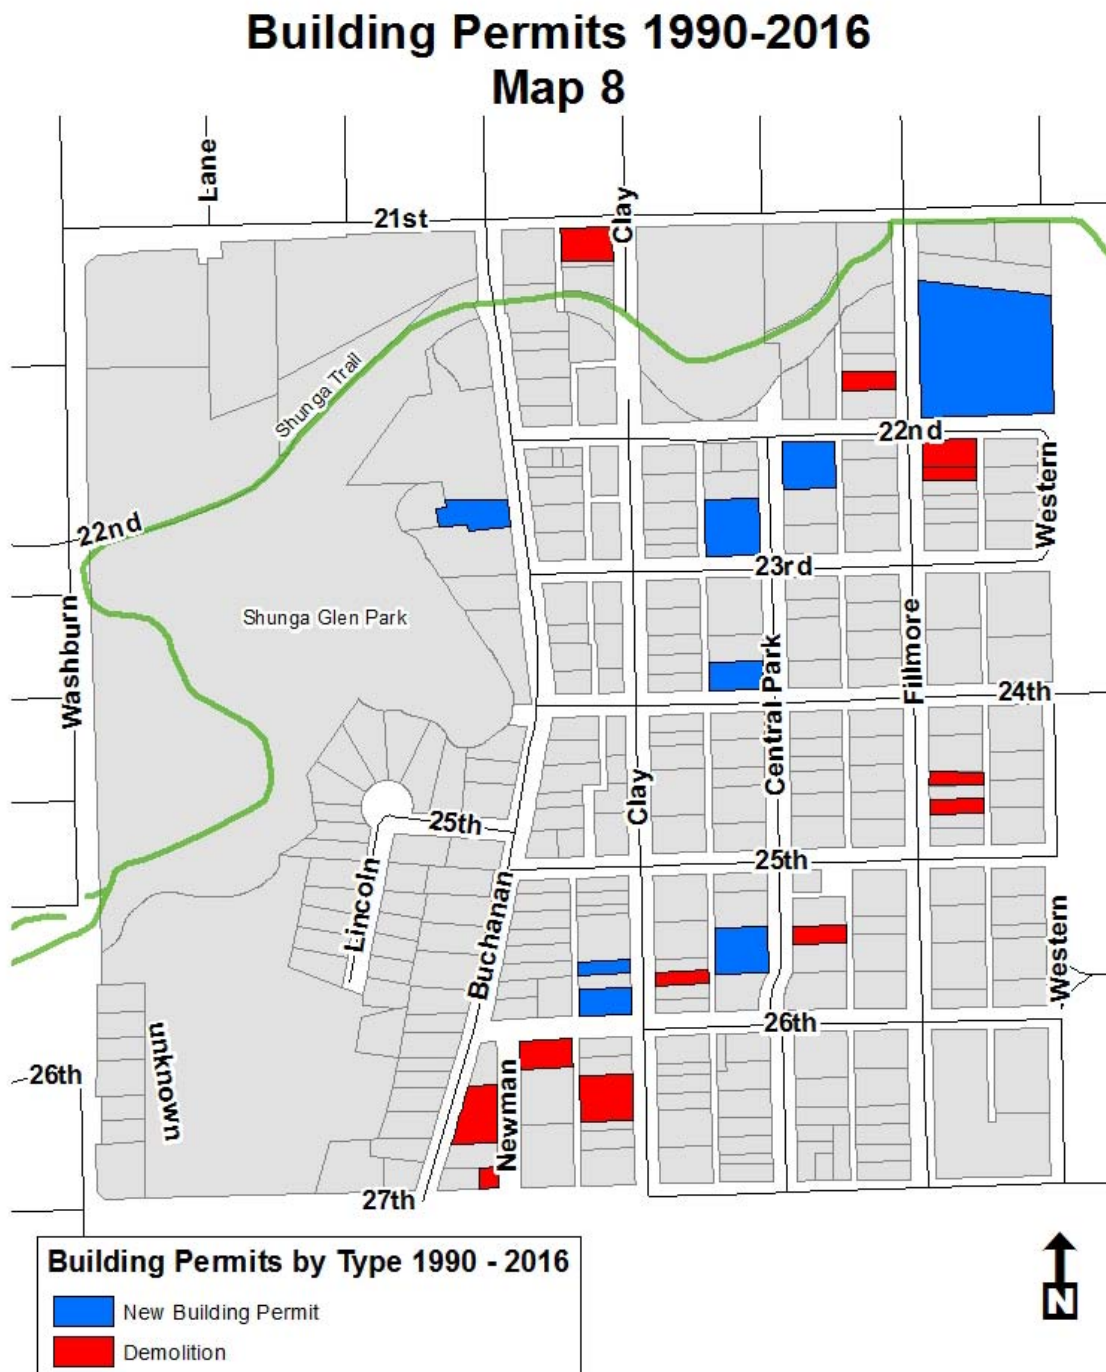 Building Permits 1990-2016
Map 8
Lane
Clay
21st
Shunga Trail
22nd
Western
22nd
23rd
Washburn
Shunga Glen Park
Central Park
Fillmore
24th
Clay
25th
25th
Lincoln
Buchanan
Western
26th
unknown
26th
Newman
27th
Building Permits by Type 1990 - 2016
New Building Permit
Demolition
N